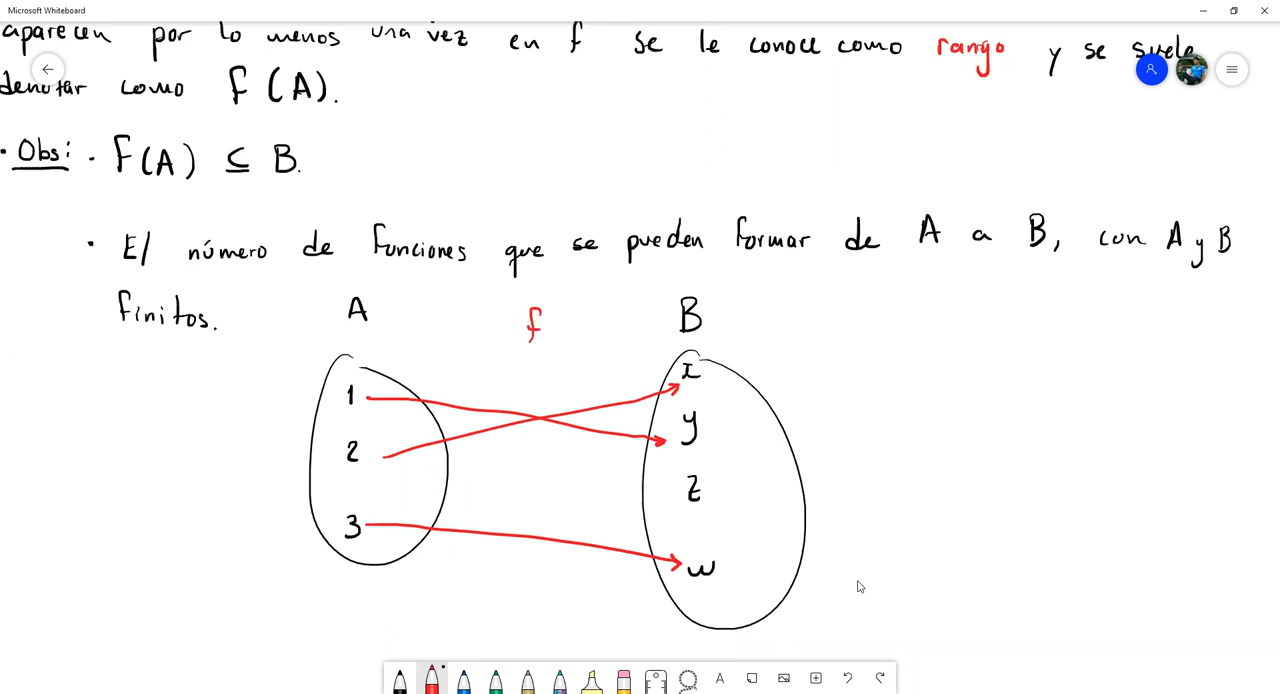 Microsoft Whiteboard
aparecen por lo menos una vez en f se le conoce como rango y se suele
denotar como f(A).
• Obs: • f(A) ⊆ B.
• El número de funciones que se pueden formar de A a B, con A y B
finitos.
A f B
1 x
2 y
3 z
w
A